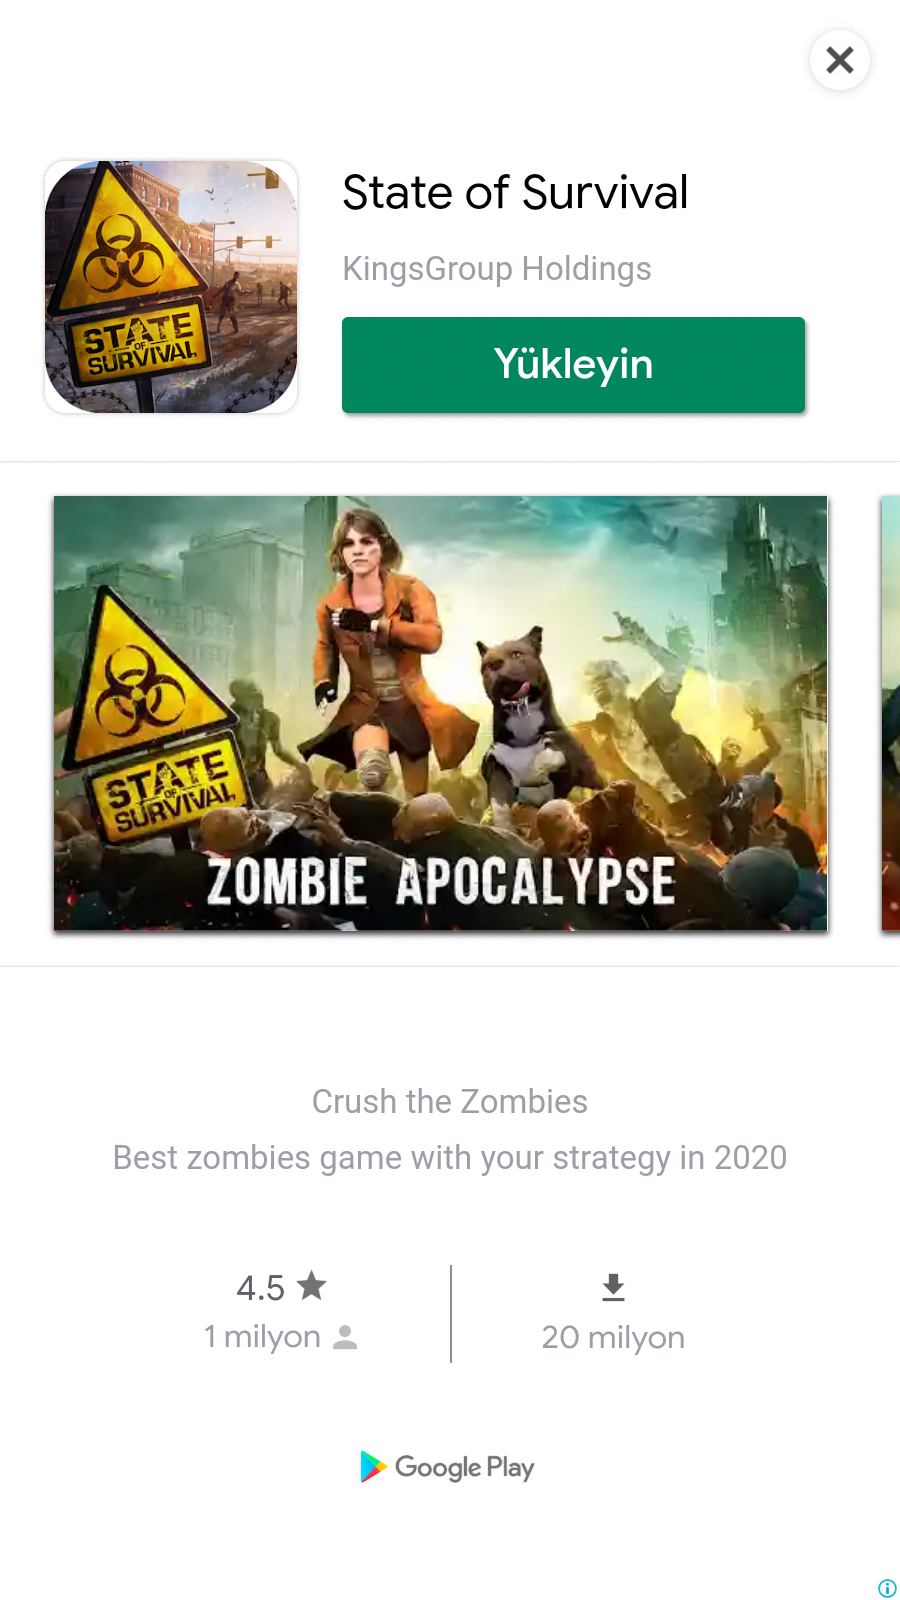 STATE
OF
SURVIVAL
State of Survival
KingsGroup Holdings
Yükleyin
STATE
OF
SURVIVAL
ZOMBIE APOCALYPSE
Crush the Zombies
Best zombies game with your strategy in 2020
4.5
1 milyon
20 milyon
Google Play